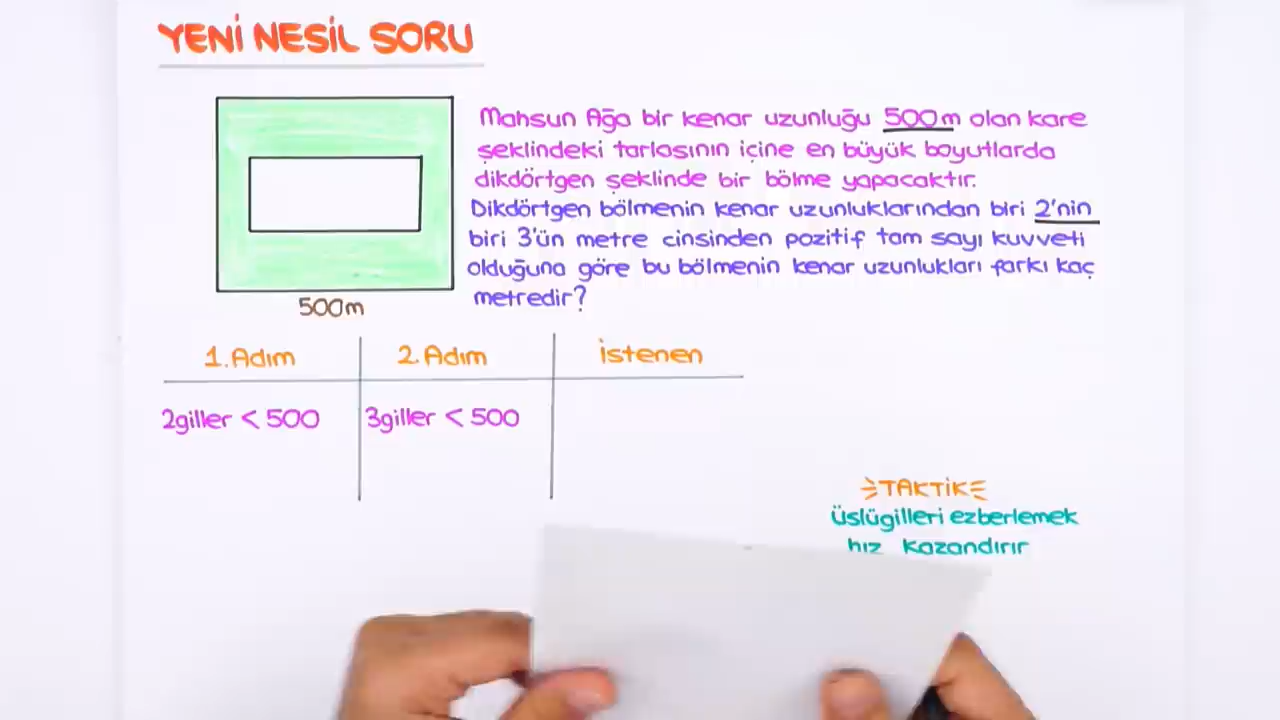 YENİ NESİL SORU
Mahsun Ağa bir kenar uzunluğu 500m olan kare
şeklindeki tarlasının içine en büyük boyutlarda
dikdörtgen şeklinde bir bölme yapacaktır.
Dikdörtgen bölmenin kenar uzunluklarından biri 2'nin
biri 3'ün metre cinsinden pozitif tam sayı kuvveti
olduğuna göre bu bölmenin kenar uzunlukları farkı kaç
metredir?
500m
1.Adım
2.Adım
İstenen
2giller < 500
3giller < 500
TAKTİK
üslügilleri ezberlemek
hız kazandırır